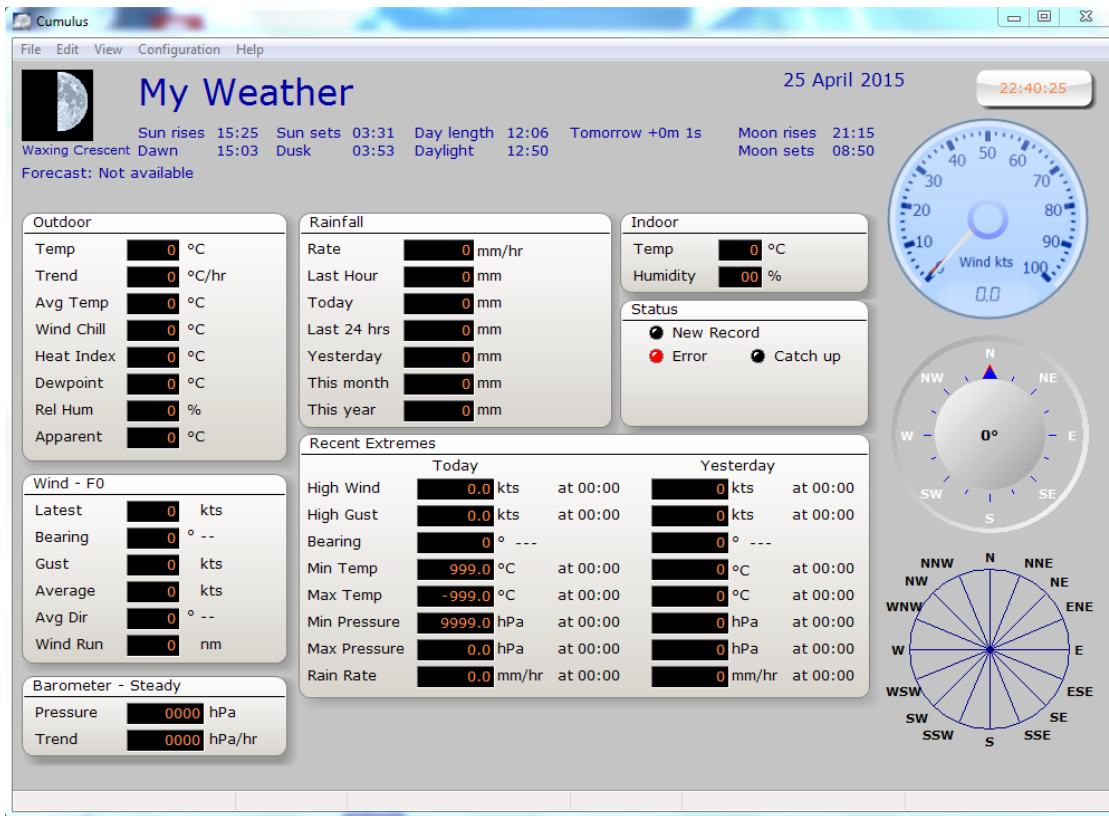 Cumulus
File Edit View Configuration Help
My Weather
25 April 2015
22:40:25
Sun rises 15:25 Sun sets 03:31 Day length 12:06 Tomorrow +0m 1s Moon rises 21:15
Waxing Crescent Dawn 15:03 Dusk 03:53 Daylight 12:50 Moon sets 08:50
Forecast: Not available
Outdoor
Temp 0 °C
Trend 0 °C/hr
Avg Temp 0 °C
Wind Chill 0 °C
Heat Index 0 °C
Dewpoint 0 °C
Rel Hum 0 %
Apparent 0 °C
Wind - F0
Latest 0 kts
Bearing 0 ° --
Gust 0 kts
Average 0 kts
Avg Dir 0 ° --
Wind Run 0 nm
Barometer - Steady
Pressure 0000 hPa
Trend 0000 hPa/hr
Rainfall
Rate 0 mm/hr
Last Hour 0 mm
Today 0 mm
Last 24 hrs 0 mm
Yesterday 0 mm
This month 0 mm
This year 0 mm
Indoor
Temp 0 °C
Humidity 00 %
Status
New Record
Error Catch up
Recent Extremes
Today Yesterday
High Wind 0.0 kts at 00:00 0 kts at 00:00
High Gust 0.0 kts at 00:00 0 kts at 00:00
Bearing 0 ° --- 0 ° ---
Min Temp 999.0 °C at 00:00 0 °C at 00:00
Max Temp -999.0 °C at 00:00 0 °C at 00:00
Min Pressure 9999.0 hPa at 00:00 0 hPa at 00:00
Max Pressure 0.0 hPa at 00:00 0 hPa at 00:00
Rain Rate 0.0 mm/hr at 00:00 0 mm/hr at 00:00
40 50 60
30 70
20 80
10 90
0 Wind kts 100
0.0
N
NW NE
W 0° E
SW SE
S
NNW N NNE
NW NE
WNW ENE
W E
WSW ESE
SW SE
SSW S SSE